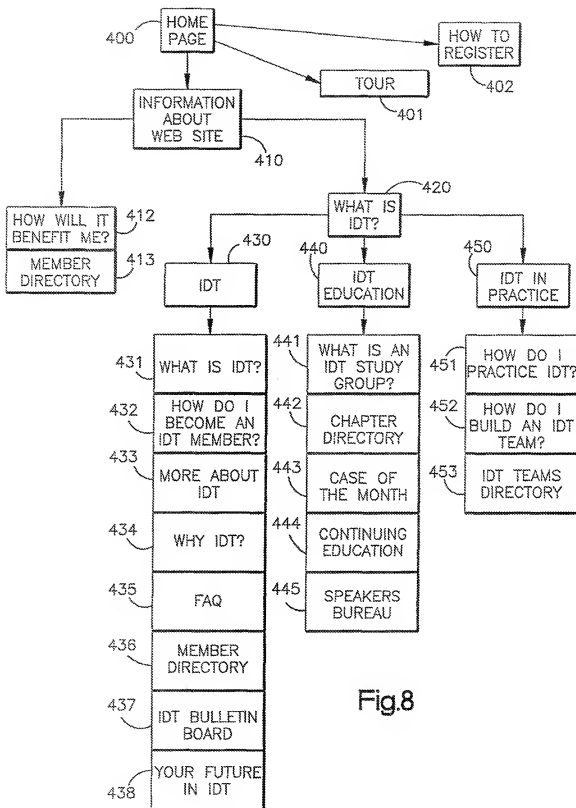 400
HOME
PAGE
HOW TO
REGISTER
402
TOUR
401
INFORMATION
ABOUT
WEB SITE
410
HOW WILL IT
BENEFIT ME?
412
MEMBER
DIRECTORY
413
420
WHAT IS
IDT?
430
IDT
440
IDT
EDUCATION
450
IDT IN
PRACTICE
431
WHAT IS IDT?
432
HOW DO I
BECOME AN
IDT MEMBER?
433
MORE ABOUT
IDT
434
WHY IDT?
435
FAQ
436
MEMBER
DIRECTORY
437
IDT BULLETIN
BOARD
438
YOUR FUTURE
IN IDT
441
WHAT IS AN
IDT STUDY
GROUP?
442
CHAPTER
DIRECTORY
443
CASE OF
THE MONTH
444
CONTINUING
EDUCATION
445
SPEAKERS
BUREAU
451
HOW DO I
PRACTICE IDT?
452
HOW DO I
BUILD AN IDT
TEAM?
453
IDT TEAMS
DIRECTORY
Fig.8